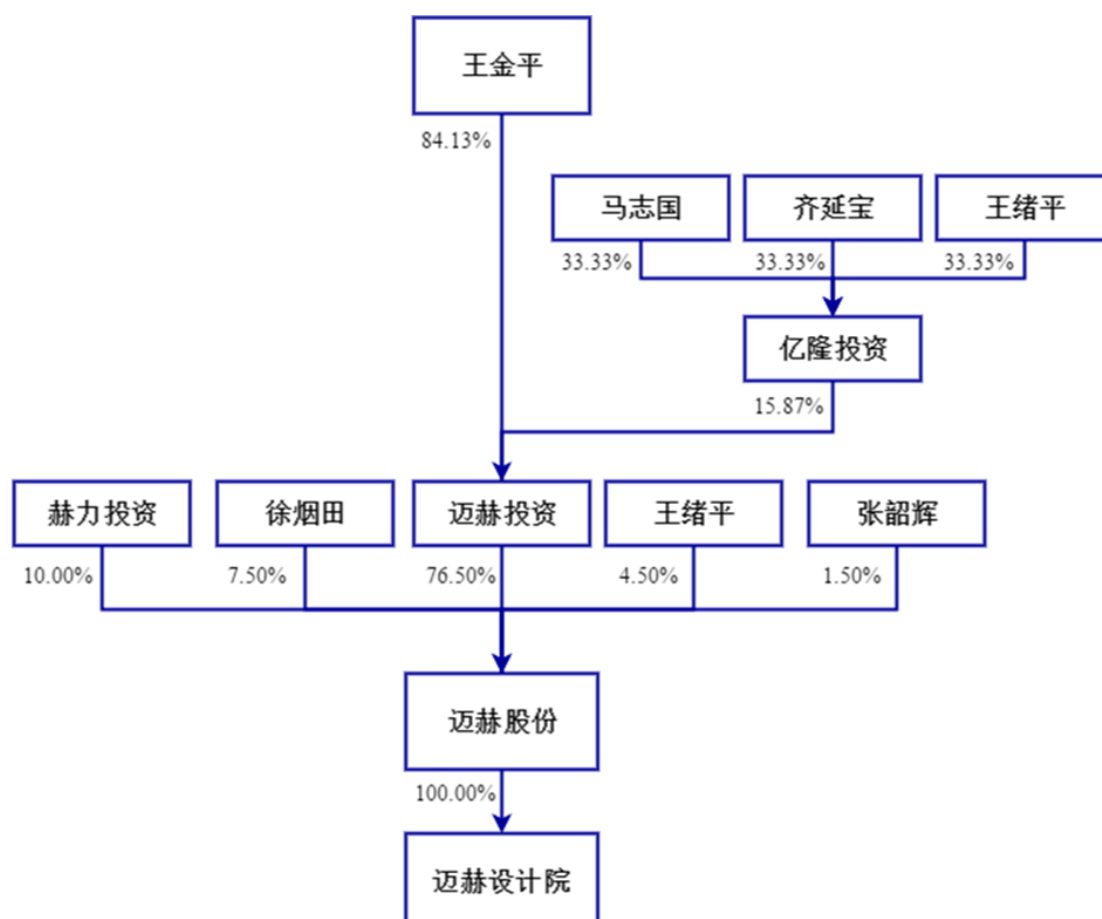 王金平
84.13%
马志国
齐延宝
王绪平
33.33%
33.33%
33.33%
亿隆投资
15.87%
赫力投资
徐烟田
迈赫投资
王绪平
张韶辉
10.00%
7.50%
76.50%
4.50%
1.50%
迈赫股份
100.00%
迈赫设计院